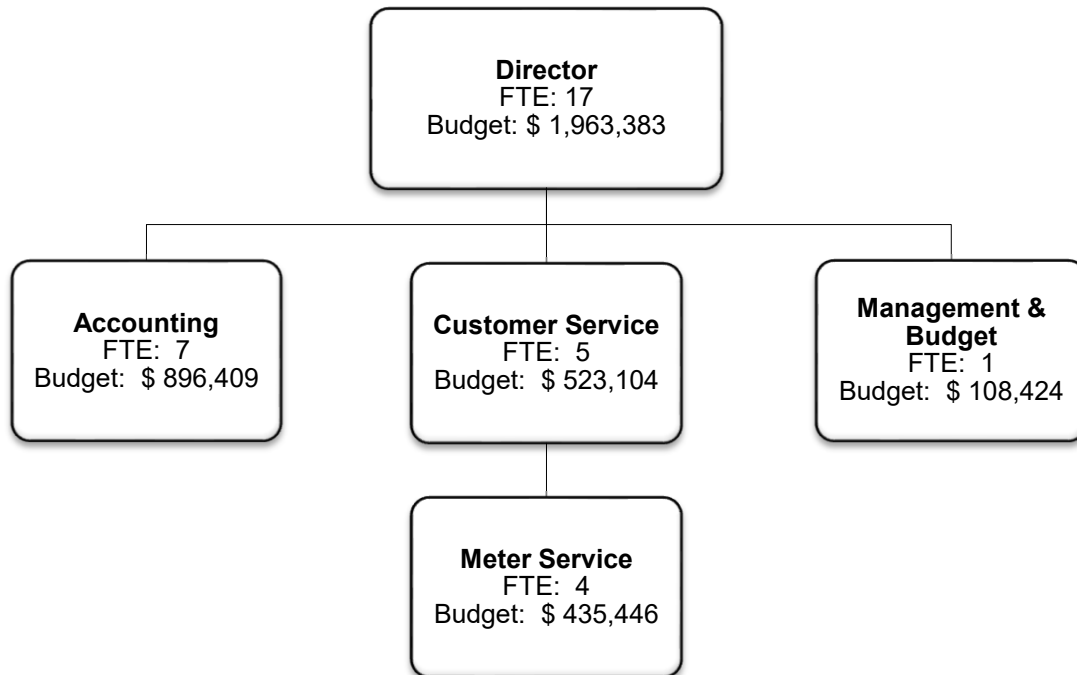 Director
FTE: 17
Budget: $ 1,963,383
Accounting
FTE:  7
Budget:  $ 896,409
Customer Service
FTE:  5
Budget:  $ 523,104
Management &
Budget
FTE:  1
Budget:  $ 108,424
Meter Service
FTE:  4
Budget:  $ 435,446